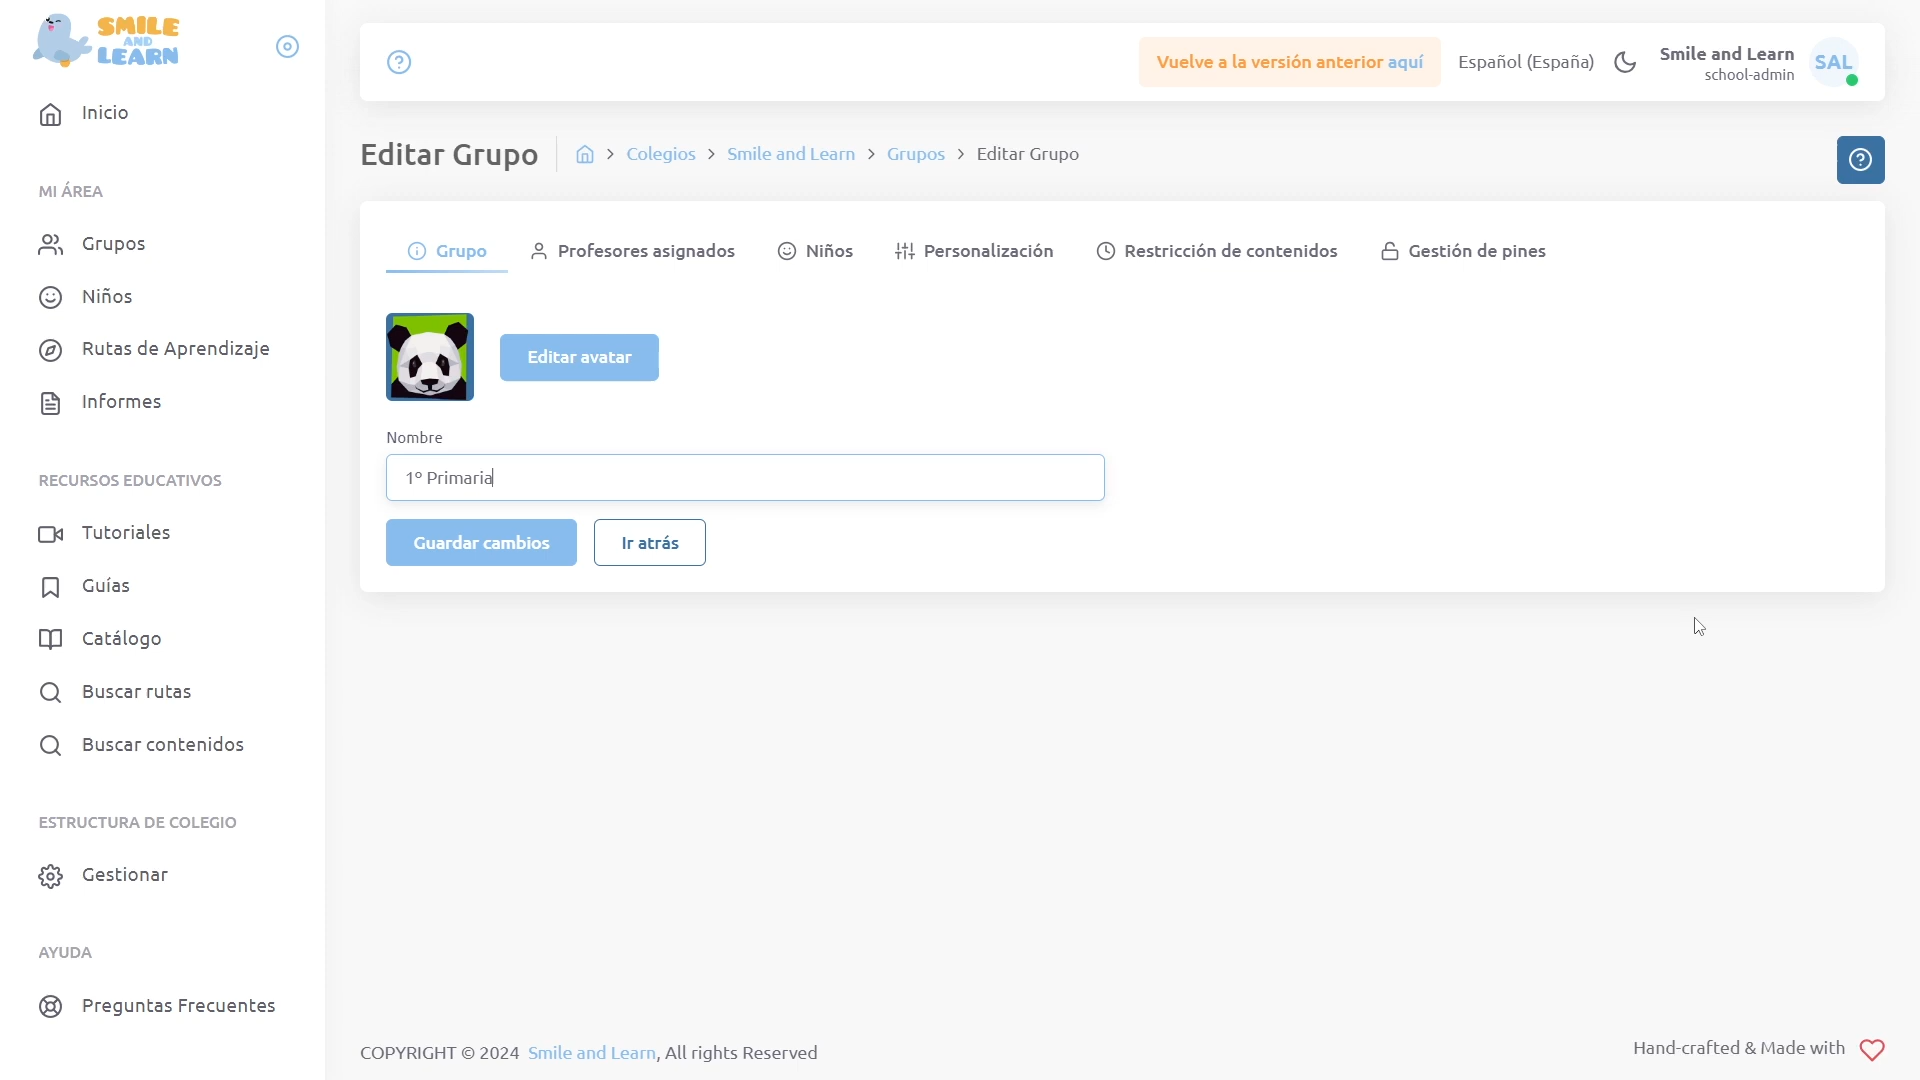 SMILE
AND
LEARN
Inicio
MI ÁREA
Grupos
Niños
Rutas de Aprendizaje
Informes
RECURSOS EDUCATIVOS
Tutoriales
Guías
Catálogo
Buscar rutas
Buscar contenidos
ESTRUCTURA DE COLEGIO
Gestionar
AYUDA
Preguntas Frecuentes
Vuelve a la versión anterior aquí
Español (España)
Smile and Learn
school-admin
SAL
Editar Grupo
Colegios > Smile and Learn > Grupos > Editar Grupo
Grupo
Profesores asignados
Niños
Personalización
Restricción de contenidos
Gestión de pines
Editar avatar
Nombre
1º Primaria
Guardar cambios
Ir atrás
COPYRIGHT © 2024 Smile and Learn, All rights Reserved
Hand-crafted & Made with